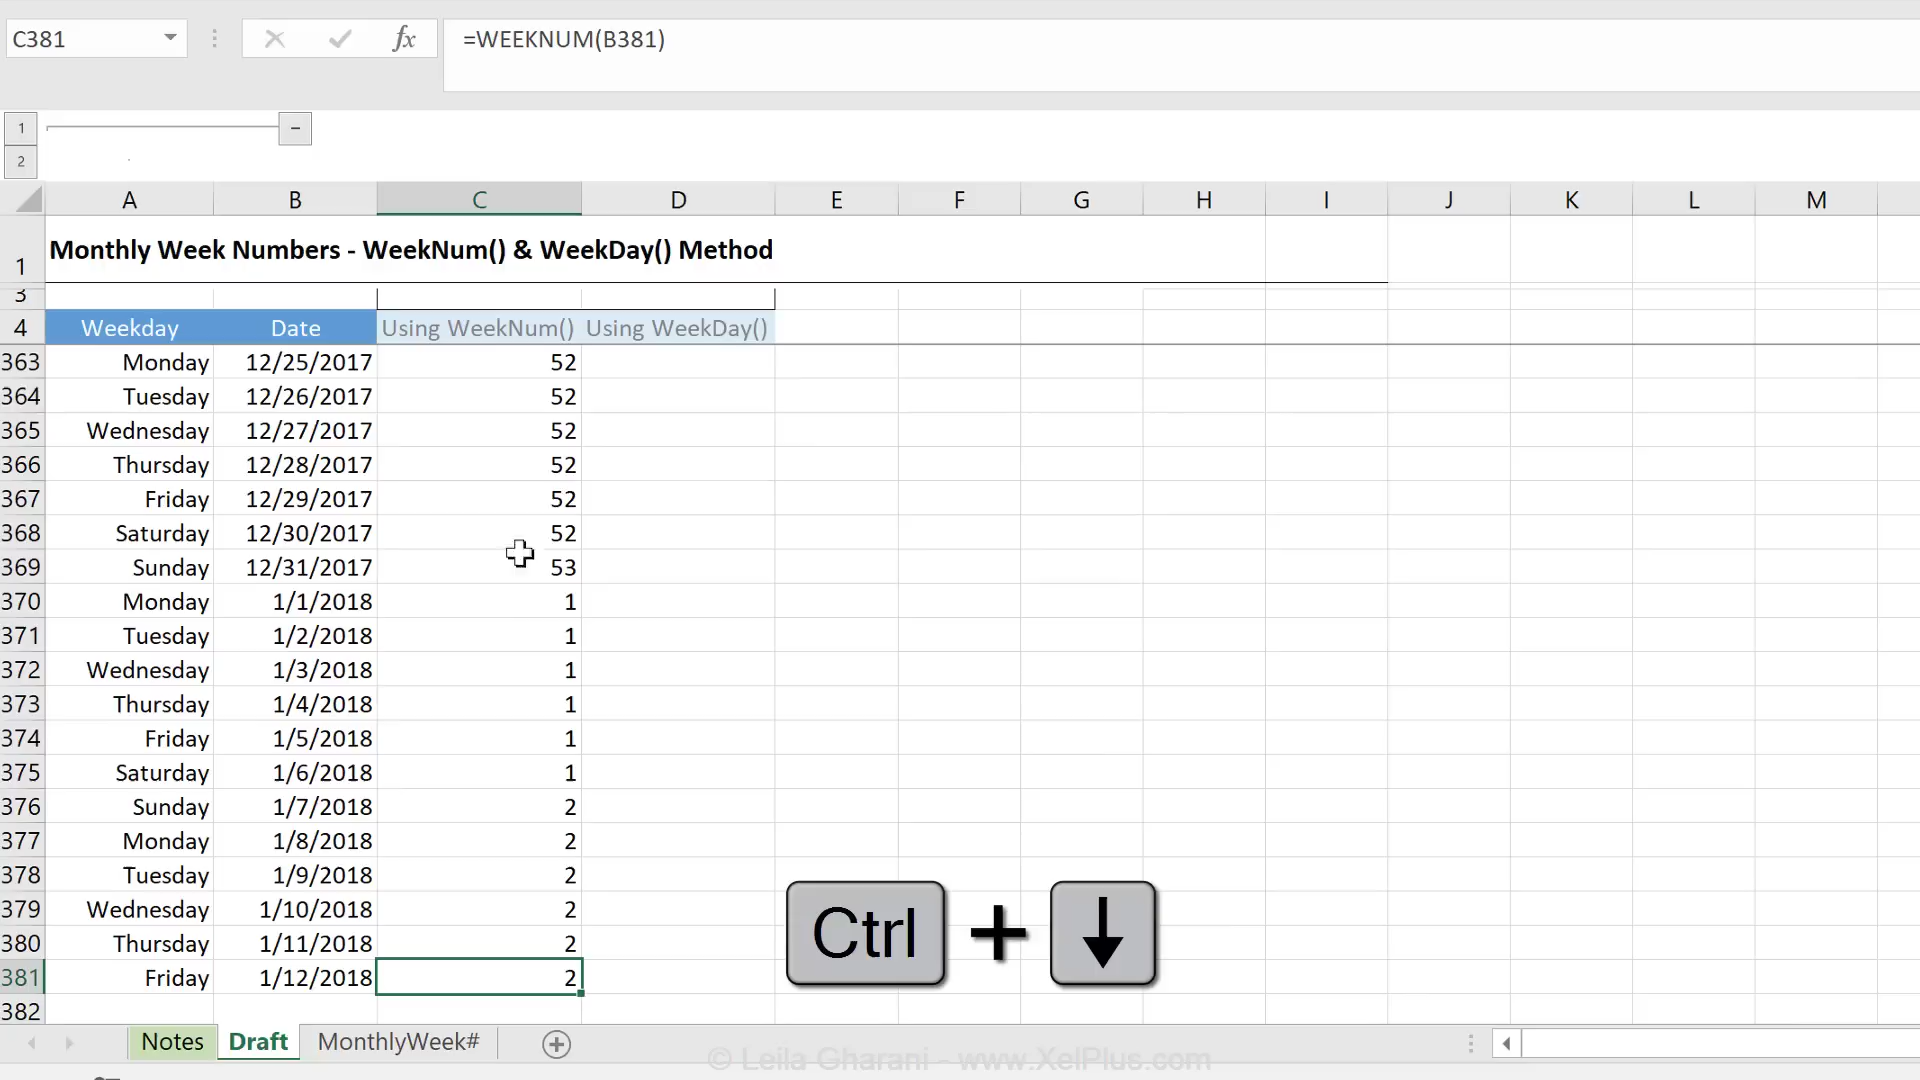 C381 fx =WEEKNUM(B381)
1
2
A B C D E F G H I J K L M
1 Monthly Week Numbers - WeekNum() & WeekDay() Method
3
4 Weekday Date Using WeekNum() Using WeekDay()
363 Monday 12/25/2017 52
364 Tuesday 12/26/2017 52
365 Wednesday 12/27/2017 52
366 Thursday 12/28/2017 52
367 Friday 12/29/2017 52
368 Saturday 12/30/2017 52
369 Sunday 12/31/2017 53
370 Monday 1/1/2018 1
371 Tuesday 1/2/2018 1
372 Wednesday 1/3/2018 1
373 Thursday 1/4/2018 1
374 Friday 1/5/2018 1
375 Saturday 1/6/2018 1
376 Sunday 1/7/2018 2
377 Monday 1/8/2018 2
378 Tuesday 1/9/2018 2
379 Wednesday 1/10/2018 2
380 Thursday 1/11/2018 2
381 Friday 1/12/2018 2
382
Ctrl + ↓
Notes Draft MonthlyWeek#
© Leila Gharani - www.XelPlus.com